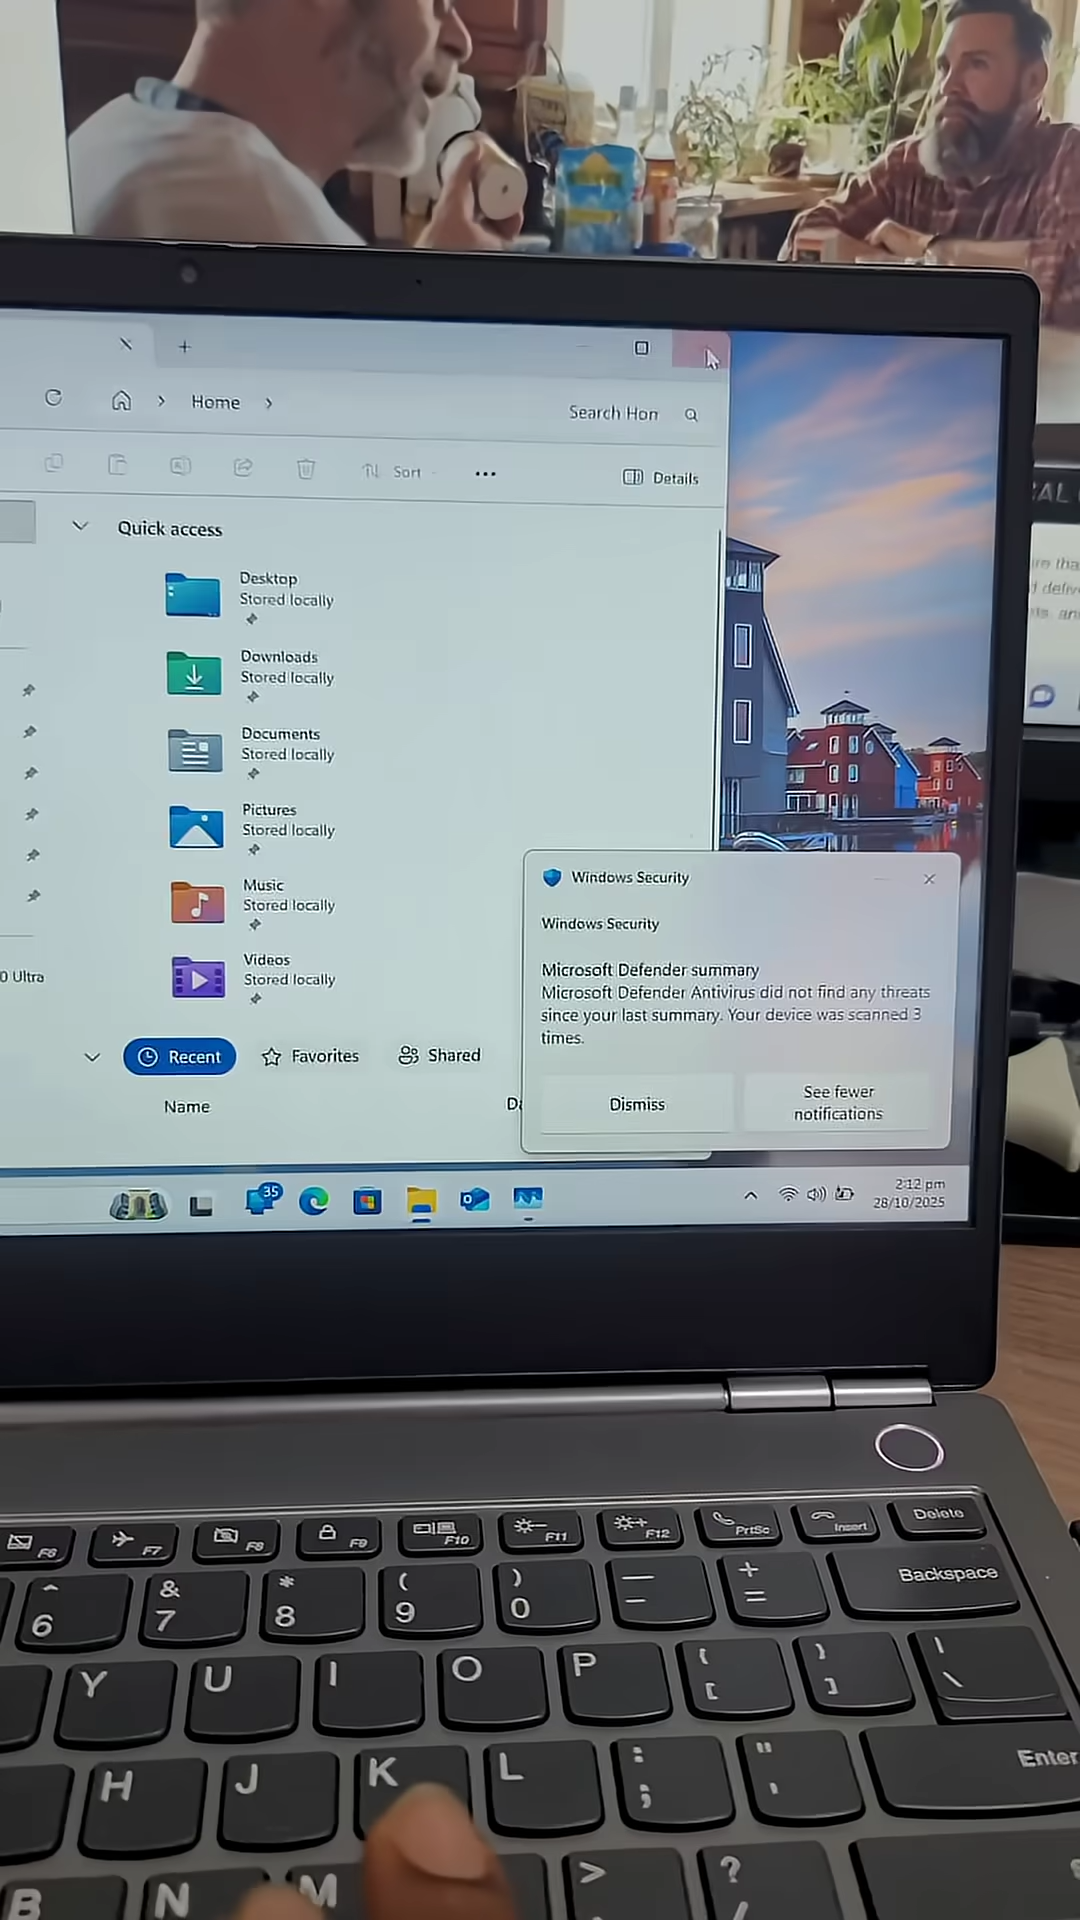 Home
Search Hom
Sort
Details
Quick access
Desktop
Stored locally
Downloads
Stored locally
Documents
Stored locally
Pictures
Stored locally
Music
Stored locally
Videos
Stored locally
0 Ultra
Recent
Favorites
Shared
Name
Da
Windows Security
Windows Security
Microsoft Defender summary
Microsoft Defender Antivirus did not find any threats
since your last summary. Your device was scanned 3
times.
Dismiss
See fewer
notifications
35
2:12 pm
28/10/2025
F6 F7 F8 F9 F10 F11 F12 PrtSc Insert Delete
^ & * ( ) — +
6 7 8 9 0 - = Backspace
Y U I O P { [ } ] | \
H J K L : ; " ' Enter
B N M > ? /